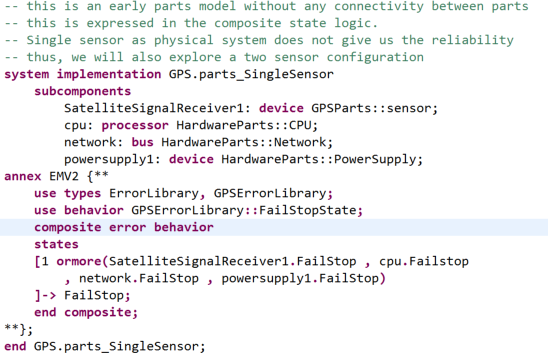 -- this is an early parts model without any connectivity between parts
-- this is expressed in the composite state logic.
-- Single sensor as physical system does not give us the reliability
-- thus, we will also explore a two sensor configuration
system implementation GPS.parts_SingleSensor
subcomponents
SatelliteSignalReceiver1: device GPSParts::sensor;
cpu: processor HardwareParts::CPU;
network: bus HardwareParts::Network;
powersupply1: device HardwareParts::PowerSupply;
annex EMV2 {**
use types ErrorLibrary, GPSErrorLibrary;
use behavior GPSErrorLibrary::FailStopState;
composite error behavior
states
[1 ormore(SatelliteSignalReceiver1.FailStop , cpu.Failstop
, network.FailStop , powersupply1.FailStop)
]-> FailStop;
end composite;
**};
end GPS.parts_SingleSensor;